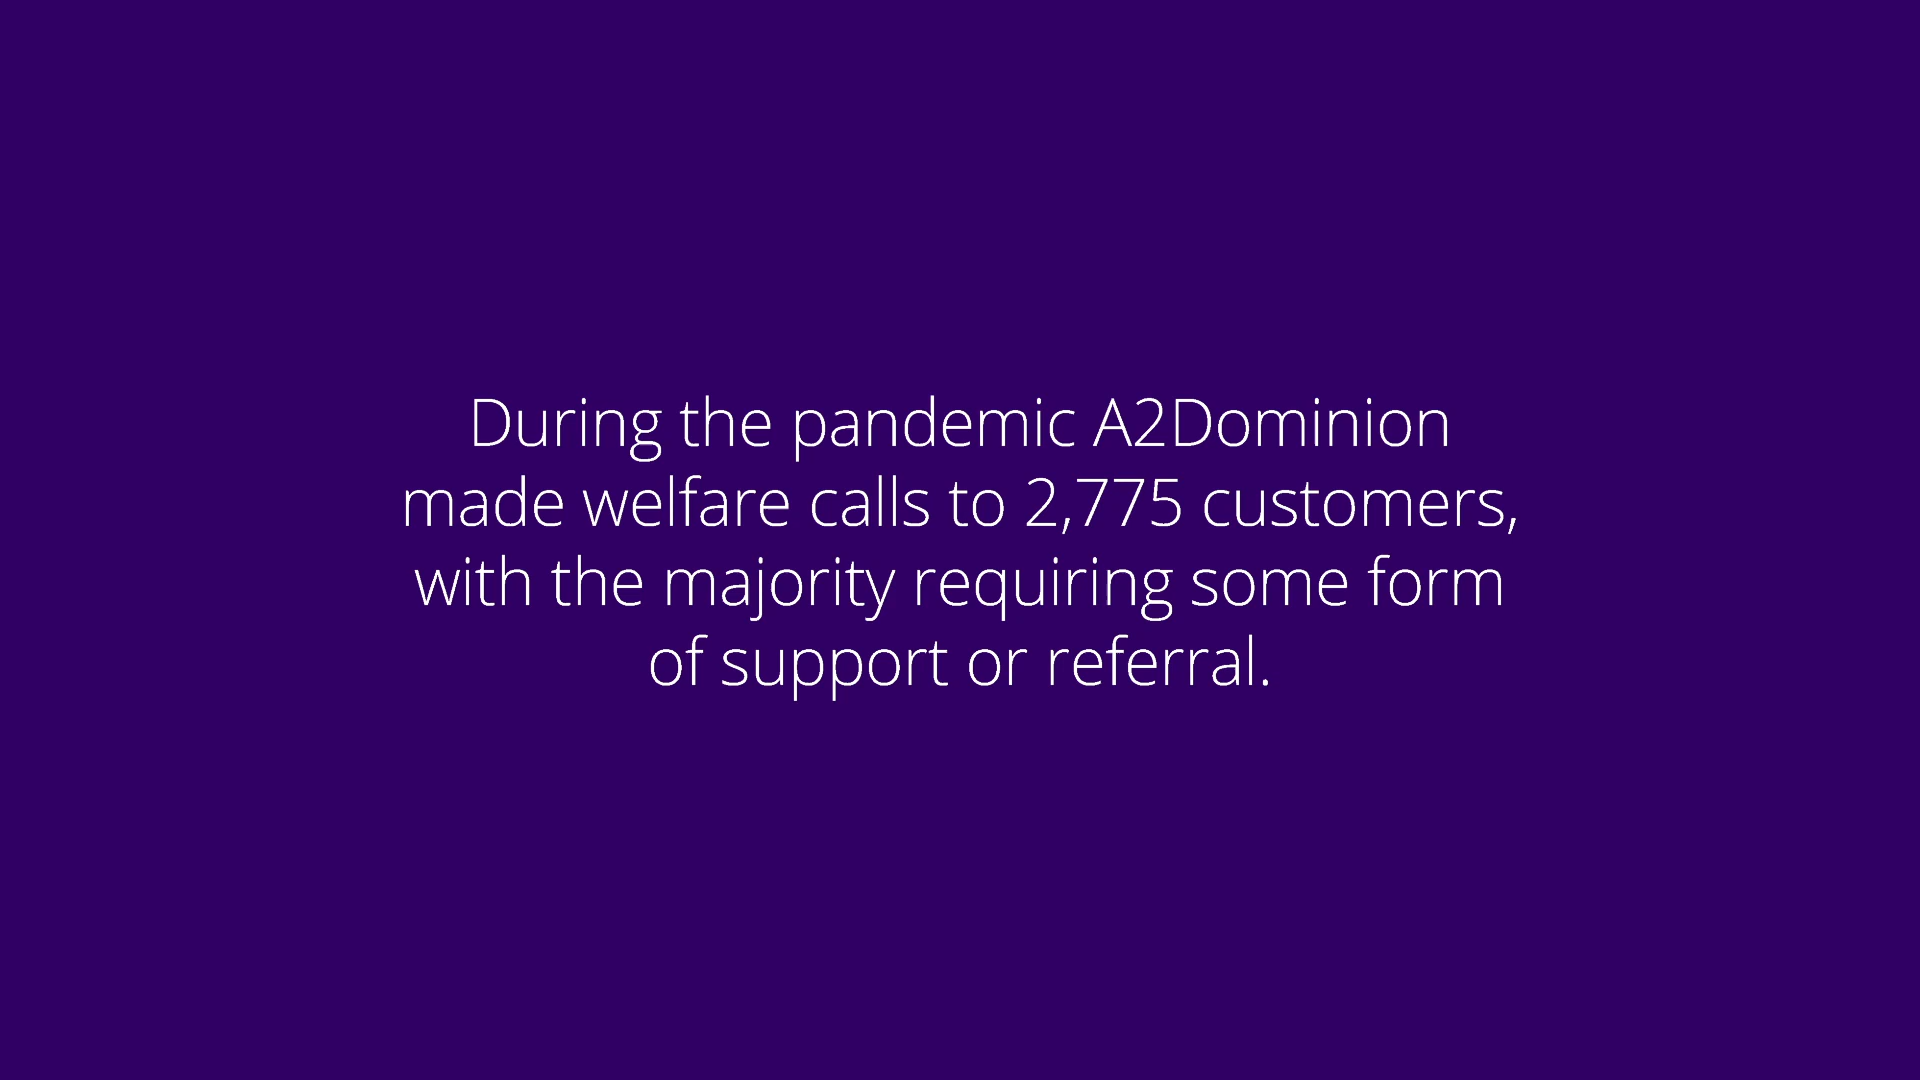 During the pandemic A2Dominion
made welfare calls to 2,775 customers,
with the majority requiring some form
of support or referral.